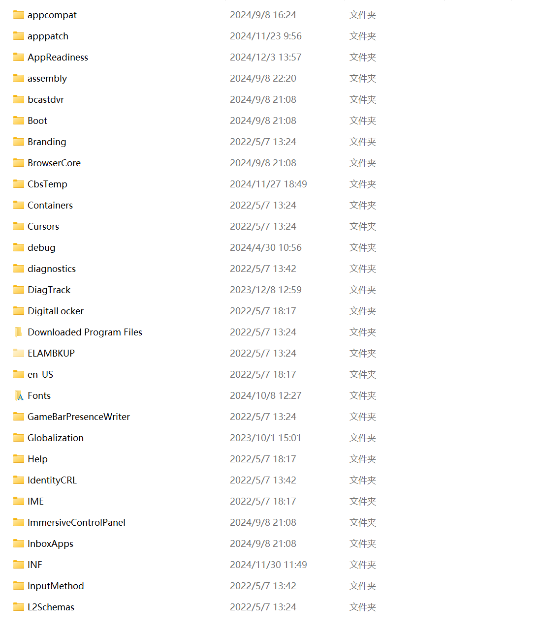 appcompat 2024/9/8 16:24 文件夹
apppatch 2024/11/23 9:56 文件夹
AppReadiness 2024/12/3 13:57 文件夹
assembly 2024/9/8 22:20 文件夹
bcastdvr 2024/9/8 21:08 文件夹
Boot 2024/9/8 21:08 文件夹
Branding 2022/5/7 13:24 文件夹
BrowserCore 2024/9/8 21:08 文件夹
CbsTemp 2024/11/27 18:49 文件夹
Containers 2022/5/7 13:24 文件夹
Cursors 2022/5/7 13:24 文件夹
debug 2024/4/30 10:56 文件夹
diagnostics 2022/5/7 13:42 文件夹
DiagTrack 2023/12/8 12:59 文件夹
DigitalLocker 2022/5/7 18:17 文件夹
Downloaded Program Files 2022/5/7 13:24 文件夹
ELAMBKUP 2022/5/7 13:24 文件夹
en-US 2022/5/7 18:17 文件夹
Fonts 2024/10/8 12:27 文件夹
GameBarPresenceWriter 2022/5/7 13:24 文件夹
Globalization 2023/10/1 15:01 文件夹
Help 2022/5/7 18:17 文件夹
IdentityCRL 2022/5/7 13:42 文件夹
IME 2022/5/7 18:17 文件夹
ImmersiveControlPanel 2024/9/8 21:08 文件夹
InboxApps 2024/9/8 21:08 文件夹
INF 2024/11/30 11:49 文件夹
InputMethod 2022/5/7 13:42 文件夹
L2Schemas 2022/5/7 13:24 文件夹